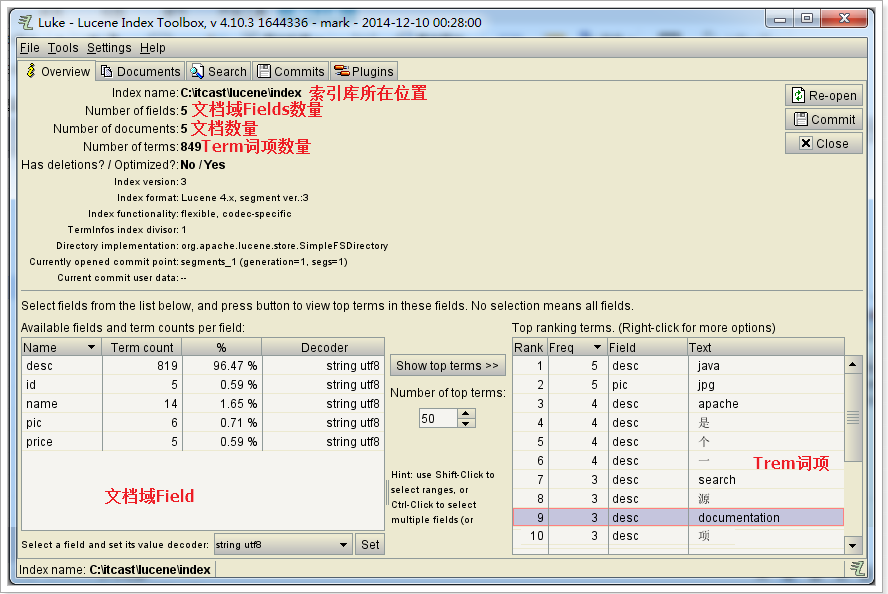 Luke - Lucene Index Toolbox, v 4.10.3 1644336 - mark - 2014-12-10 00:28:00
File Tools Settings Help
Overview Documents Search Commits Plugins
Index name: C:\itcast\lucene\index 索引库所在位置
Re-open
Number of fields: 5 文档域Fields数量
Number of documents: 5 文档数量
Commit
Number of terms: 849 Term词项数量
Close
Has deletions? / Optimized?: No / Yes
Index version: 3
Index format: Lucene 4.x, segment ver.:3
Index functionality: flexible, codec-specific
TermInfos index divisor: 1
Directory implementation: org.apache.lucene.store.SimpleFSDirectory
Currently opened commit point: segments_1 (generation=1, segs=1)
Current commit user data: --
Select fields from the list below, and press button to view top terms in these fields. No selection means all fields.
Available fields and term counts per field:
Name Term count % Decoder
desc 819 96.47 % string utf8
id 5 0.59 % string utf8
name 14 1.65 % string utf8
pic 6 0.71 % string utf8
price 5 0.59 % string utf8
文档域Field
Select a field and set its value decoder: string utf8 Set
Show top terms >>
Number of top terms:
50
Hint: use Shift-Click to
select ranges, or
Ctrl-Click to select
multiple fields (or
Top ranking terms. (Right-click for more options)
Rank Freq Field Text
1 5 desc java
2 5 pic jpg
3 4 desc apache
4 4 desc 是
5 4 desc 个
6 4 desc 一
Trem词项
7 3 desc search
8 3 desc 源
9 3 desc documentation
10 3 desc 项
Index name: C:\itcast\lucene\index